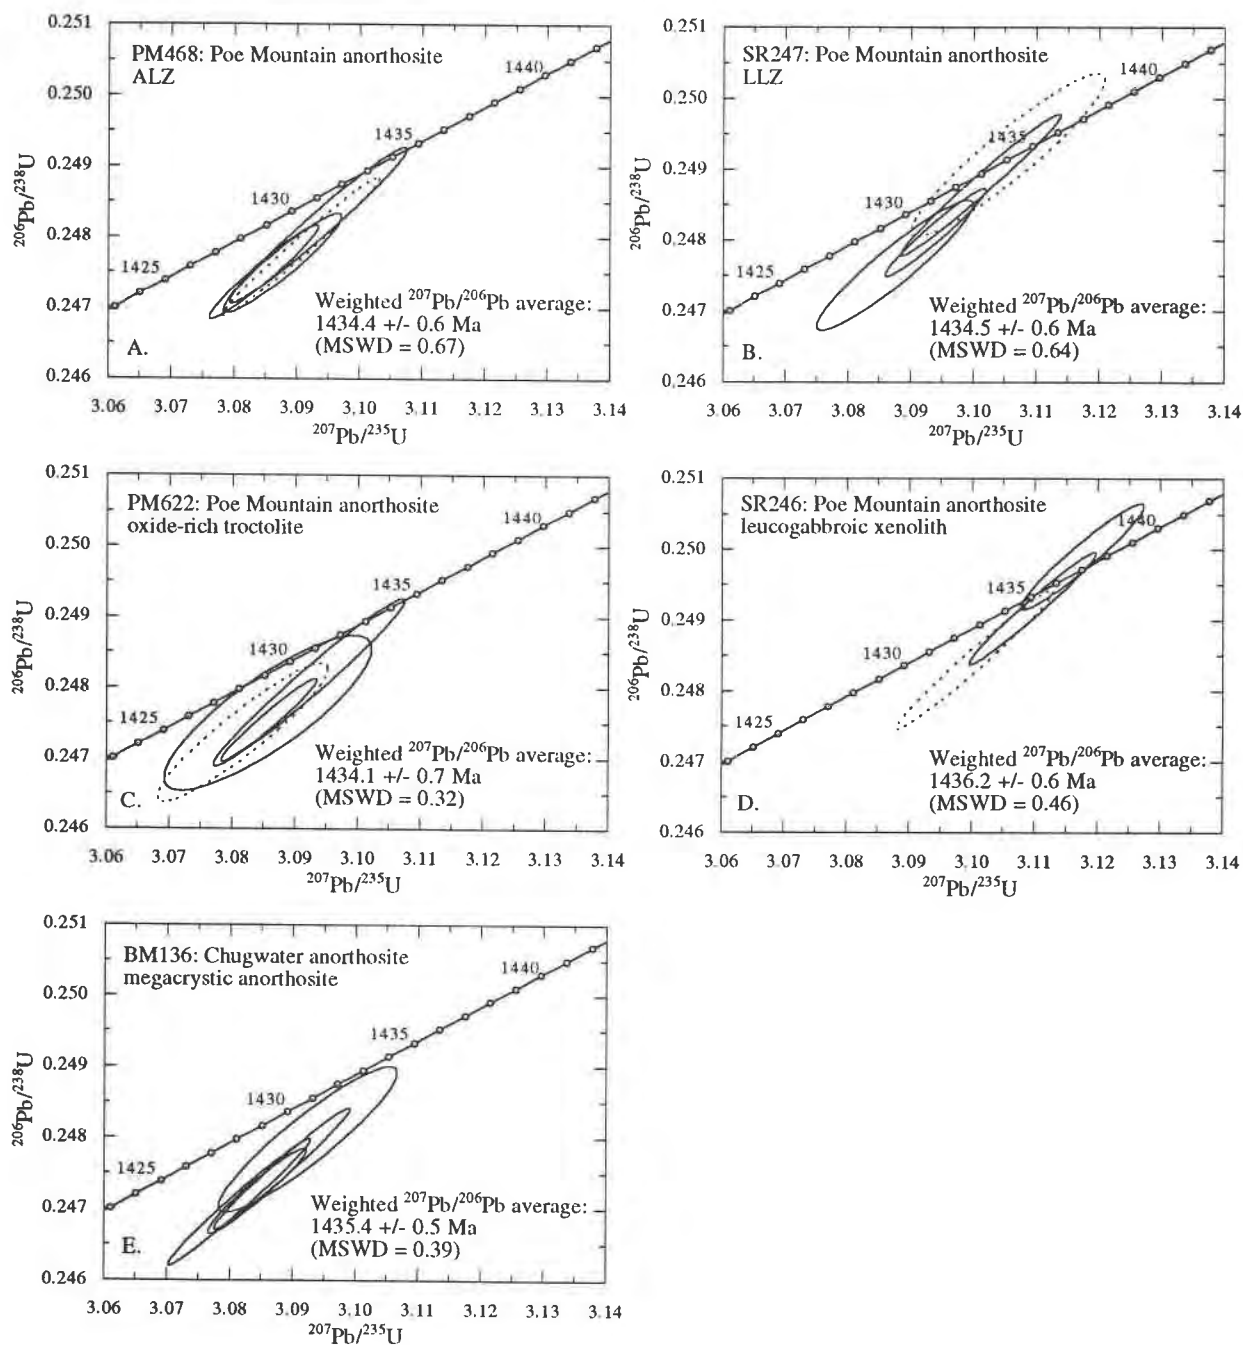 PM468: Poe Mountain anorthosite
ALZ
0.251
0.250
0.249
0.248
0.247
0.246
²⁰⁶Pb/²³⁸U
1440
1435
1430
1425
Weighted ²⁰⁷Pb/²⁰⁶Pb average:
1434.4 +/- 0.6 Ma
(MSWD = 0.67)
A.
3.06 3.07 3.08 3.09 3.10 3.11 3.12 3.13 3.14
²⁰⁷Pb/²³⁵U
SR247: Poe Mountain anorthosite
LLZ
0.251
0.250
0.249
0.248
0.247
0.246
²⁰⁶Pb/²³⁸U
1440
1435
1430
1425
Weighted ²⁰⁷Pb/²⁰⁶Pb average:
1434.5 +/- 0.6 Ma
(MSWD = 0.64)
B.
3.06 3.07 3.08 3.09 3.10 3.11 3.12 3.13 3.14
²⁰⁷Pb/²³⁵U
PM622: Poe Mountain anorthosite
oxide-rich troctolite
0.251
0.250
0.249
0.248
0.247
0.246
²⁰⁶Pb/²³⁸U
1440
1435
1430
1425
Weighted ²⁰⁷Pb/²⁰⁶Pb average:
1434.1 +/- 0.7 Ma
(MSWD = 0.32)
C.
3.06 3.07 3.08 3.09 3.10 3.11 3.12 3.13 3.14
²⁰⁷Pb/²³⁵U
SR246: Poe Mountain anorthosite
leucogabbroic xenolith
0.251
0.250
0.249
0.248
0.247
0.246
²⁰⁶Pb/²³⁸U
1440
1435
1430
1425
Weighted ²⁰⁷Pb/²⁰⁶Pb average:
1436.2 +/- 0.6 Ma
(MSWD = 0.46)
D.
3.06 3.07 3.08 3.09 3.10 3.11 3.12 3.13 3.14
²⁰⁷Pb/²³⁵U
BM136: Chugwater anorthosite
megacrystic anorthosite
0.251
0.250
0.249
0.248
0.247
0.246
²⁰⁶Pb/²³⁸U
1440
1435
1430
1425
Weighted ²⁰⁷Pb/²⁰⁶Pb average:
1435.4 +/- 0.5 Ma
(MSWD = 0.39)
E.
3.06 3.07 3.08 3.09 3.10 3.11 3.12 3.13 3.14
²⁰⁷Pb/²³⁵U